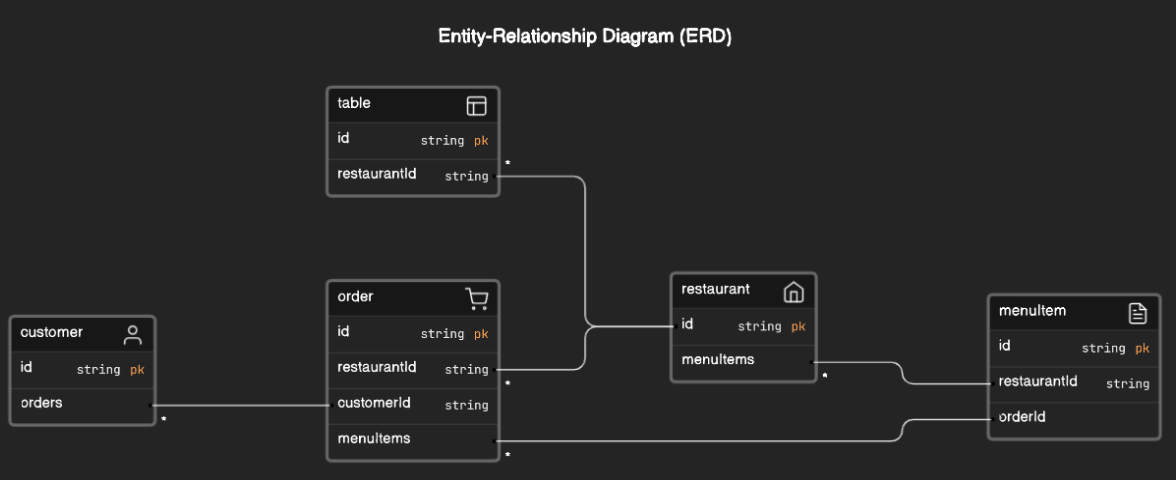 Entity-Relationship Diagram (ERD)
table
id string pk
restaurantId string
*
order
id string pk
restaurantId string
*
customerId string
menuItems
*
customer
id string pk
orders
*
restaurant
id string pk
menuItems
*
menuItem
id string pk
restaurantId string
orderId